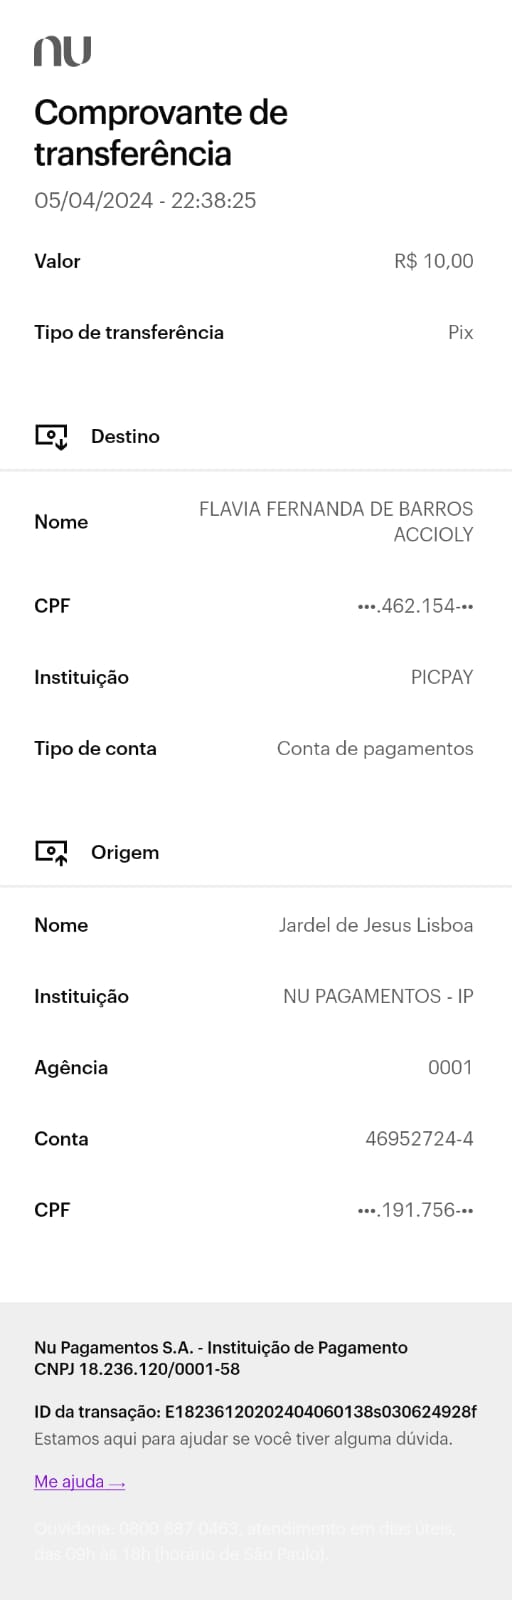 nu
Comprovante de
transferência
05/04/2024 - 22:38:25
Valor R$ 10,00
Tipo de transferência Pix
Destino
Nome FLAVIA FERNANDA DE BARROS
ACCIOLY
CPF •••.462.154-••
Instituição PICPAY
Tipo de conta Conta de pagamentos
Origem
Nome Jardel de Jesus Lisboa
Instituição NU PAGAMENTOS - IP
Agência 0001
Conta 46952724-4
CPF •••.191.756-••
Nu Pagamentos S.A. - Instituição de Pagamento
CNPJ 18.236.120/0001-58
ID da transação: E18236120202404060138s030624928f
Estamos aqui para ajudar se você tiver alguma dúvida.
Me ajuda →
Ouvidoria: 0800 887 0463, atendimento em dias úteis,
das 09h às 18h (horário de São Paulo).